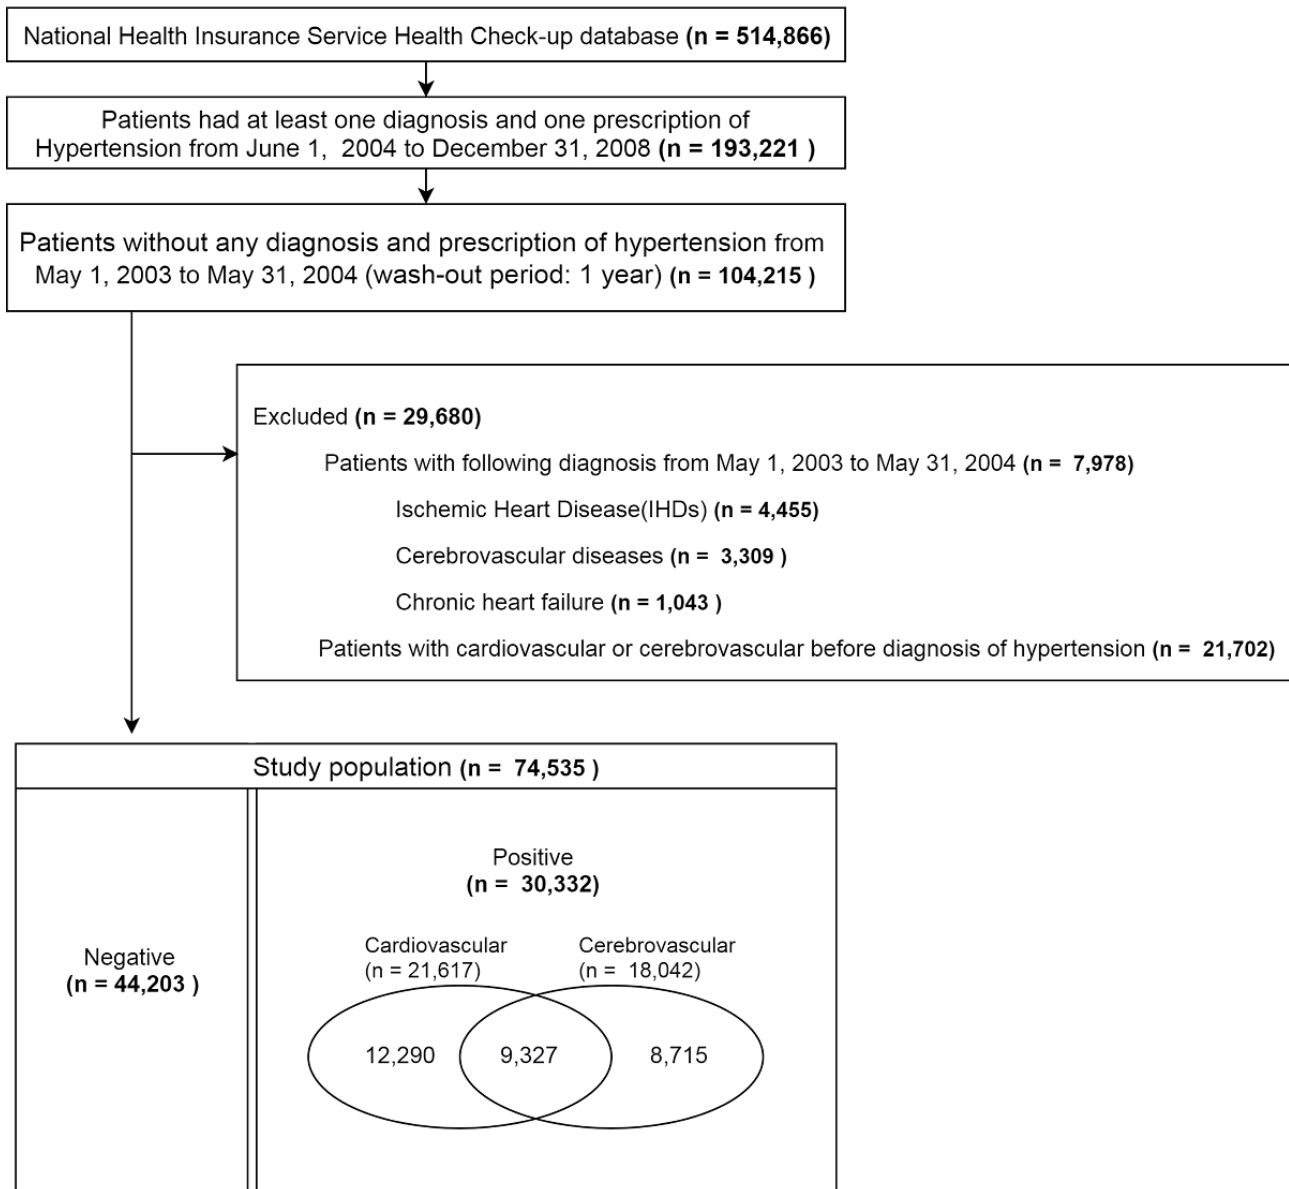 National Health Insurance Service Health Check-up database (n = 514,866)
Patients had at least one diagnosis and one prescription of
Hypertension from June 1, 2004 to December 31, 2008 (n = 193,221 )
Patients without any diagnosis and prescription of hypertension from
May 1, 2003 to May 31, 2004 (wash-out period: 1 year) (n = 104,215 )
Excluded (n = 29,680)
Patients with following diagnosis from May 1, 2003 to May 31, 2004 (n = 7,978)
Ischemic Heart Disease(IHDs) (n = 4,455)
Cerebrovascular diseases (n = 3,309 )
Chronic heart failure (n = 1,043 )
Patients with cardiovascular or cerebrovascular before diagnosis of hypertension (n = 21,702)
Study population (n = 74,535 )
Negative
(n = 44,203 )
Positive
(n = 30,332)
Cardiovascular
(n = 21,617)
Cerebrovascular
(n = 18,042)
12,290
9,327
8,715